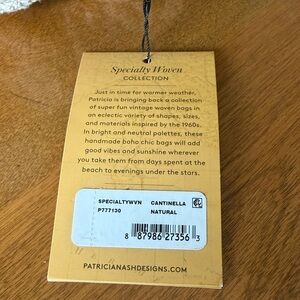 Specialty Woven
COLLECTION
Just in time for warmer weather,
Patricia is bringing back a collection
of super fun vintage woven bags in
an eclectic variety of shapes, sizes,
and materials inspired by the 1960s.
In bright and neutral palettes, these
handmade boho chic bags will add
good vibes and sunshine wherever
you take them from days spent at the
beach to evenings under the stars.
SPECIALTYWVN CANTINELLA
P777130 NATURAL
8 87986 27356 3
PATRICIANASHDESIGNS.COM